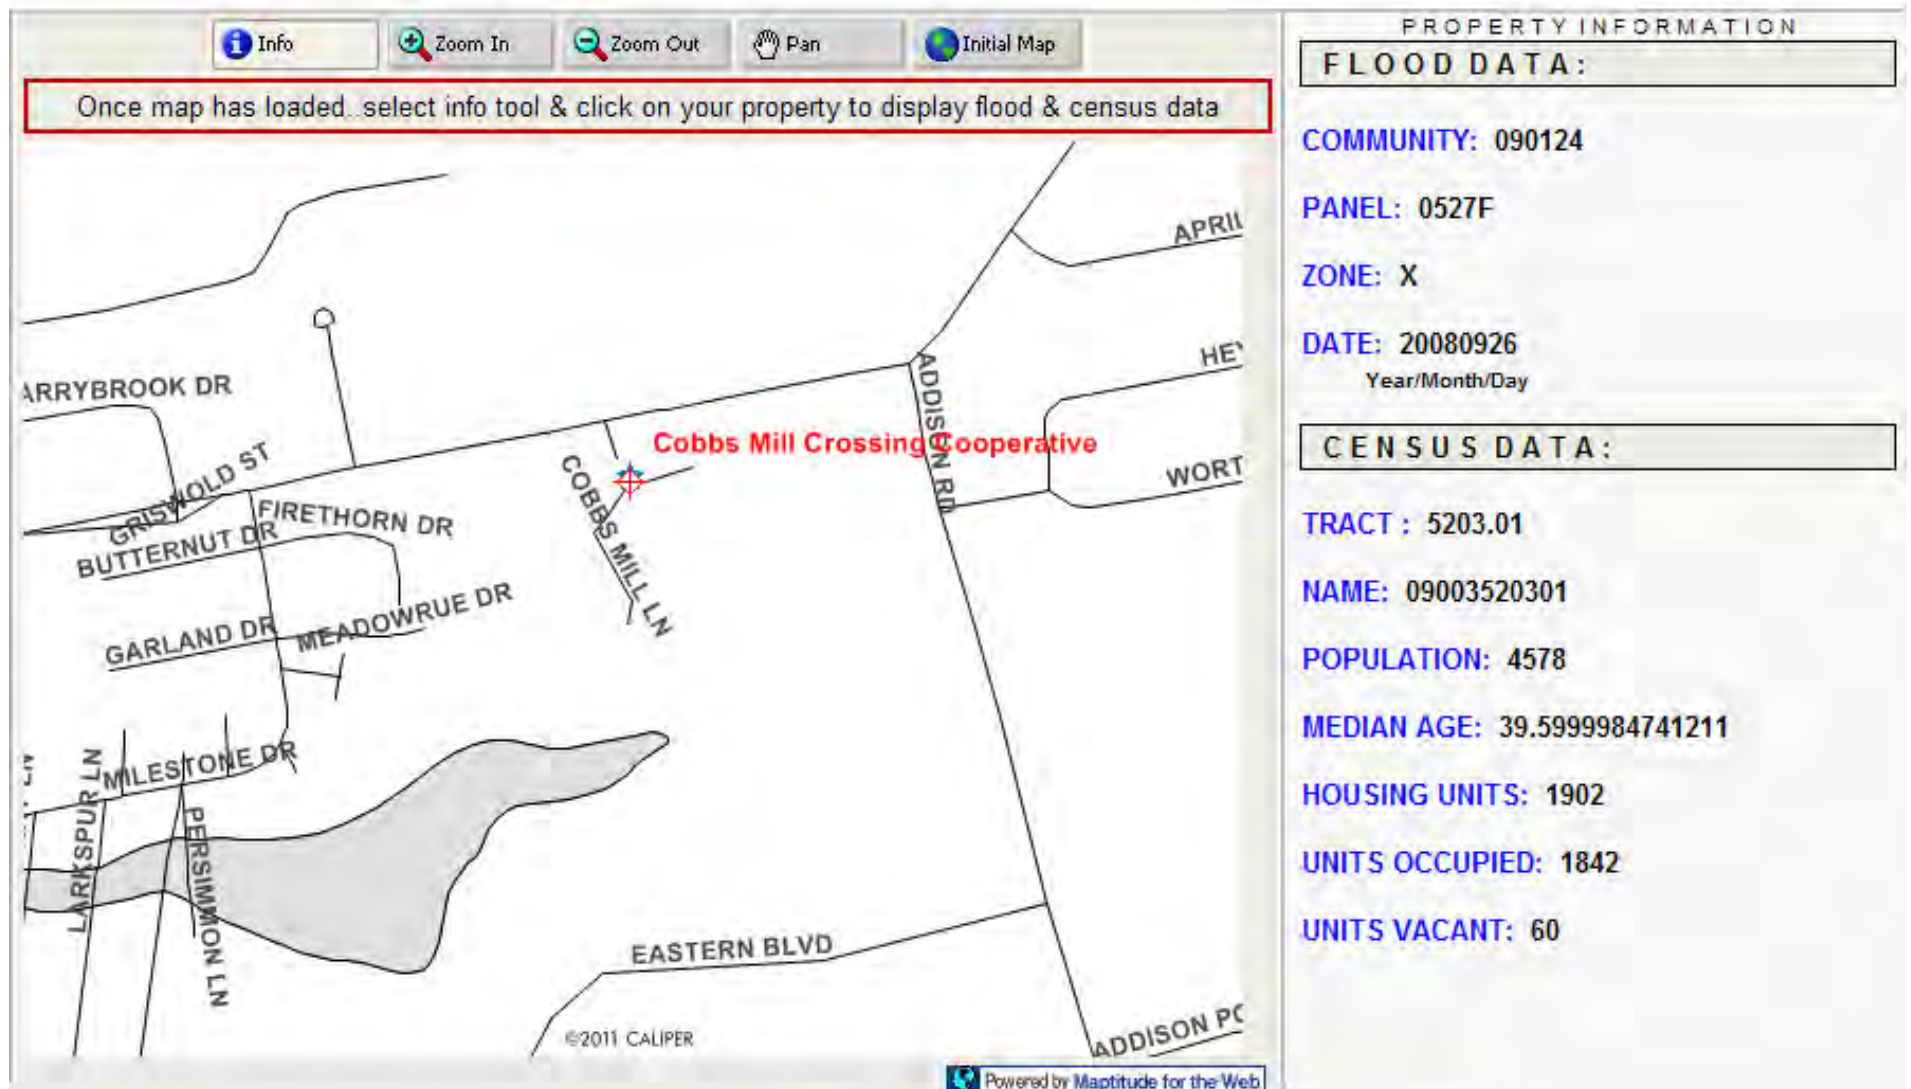 Info
Zoom In
Zoom Out
Pan
Initial Map
Once map has loaded..select info tool & click on your property to display flood & census data
APRIL
ARRYBROOK DR
HEY
ADDISON RD
Cobbs Mill Crossing Cooperative
GRISWOLD ST
WORT
FIRETHORN DR
COBBS MILL LN
BUTTERNUT DR
MEADOWRUE DR
GARLAND DR
MILESTONE DR
LN
LARKSPUR LN
PERSIMMON LN
EASTERN BLVD
©2011 CALIPER
ADDISON PO
Powered by Maptitude for the Web
PROPERTY INFORMATION
FLOOD DATA:
COMMUNITY: 090124
PANEL: 0527F
ZONE: X
DATE: 20080926
Year/Month/Day
CENSUS DATA:
TRACT : 5203.01
NAME: 09003520301
POPULATION: 4578
MEDIAN AGE: 39.5999984741211
HOUSING UNITS: 1902
UNITS OCCUPIED: 1842
UNITS VACANT: 60